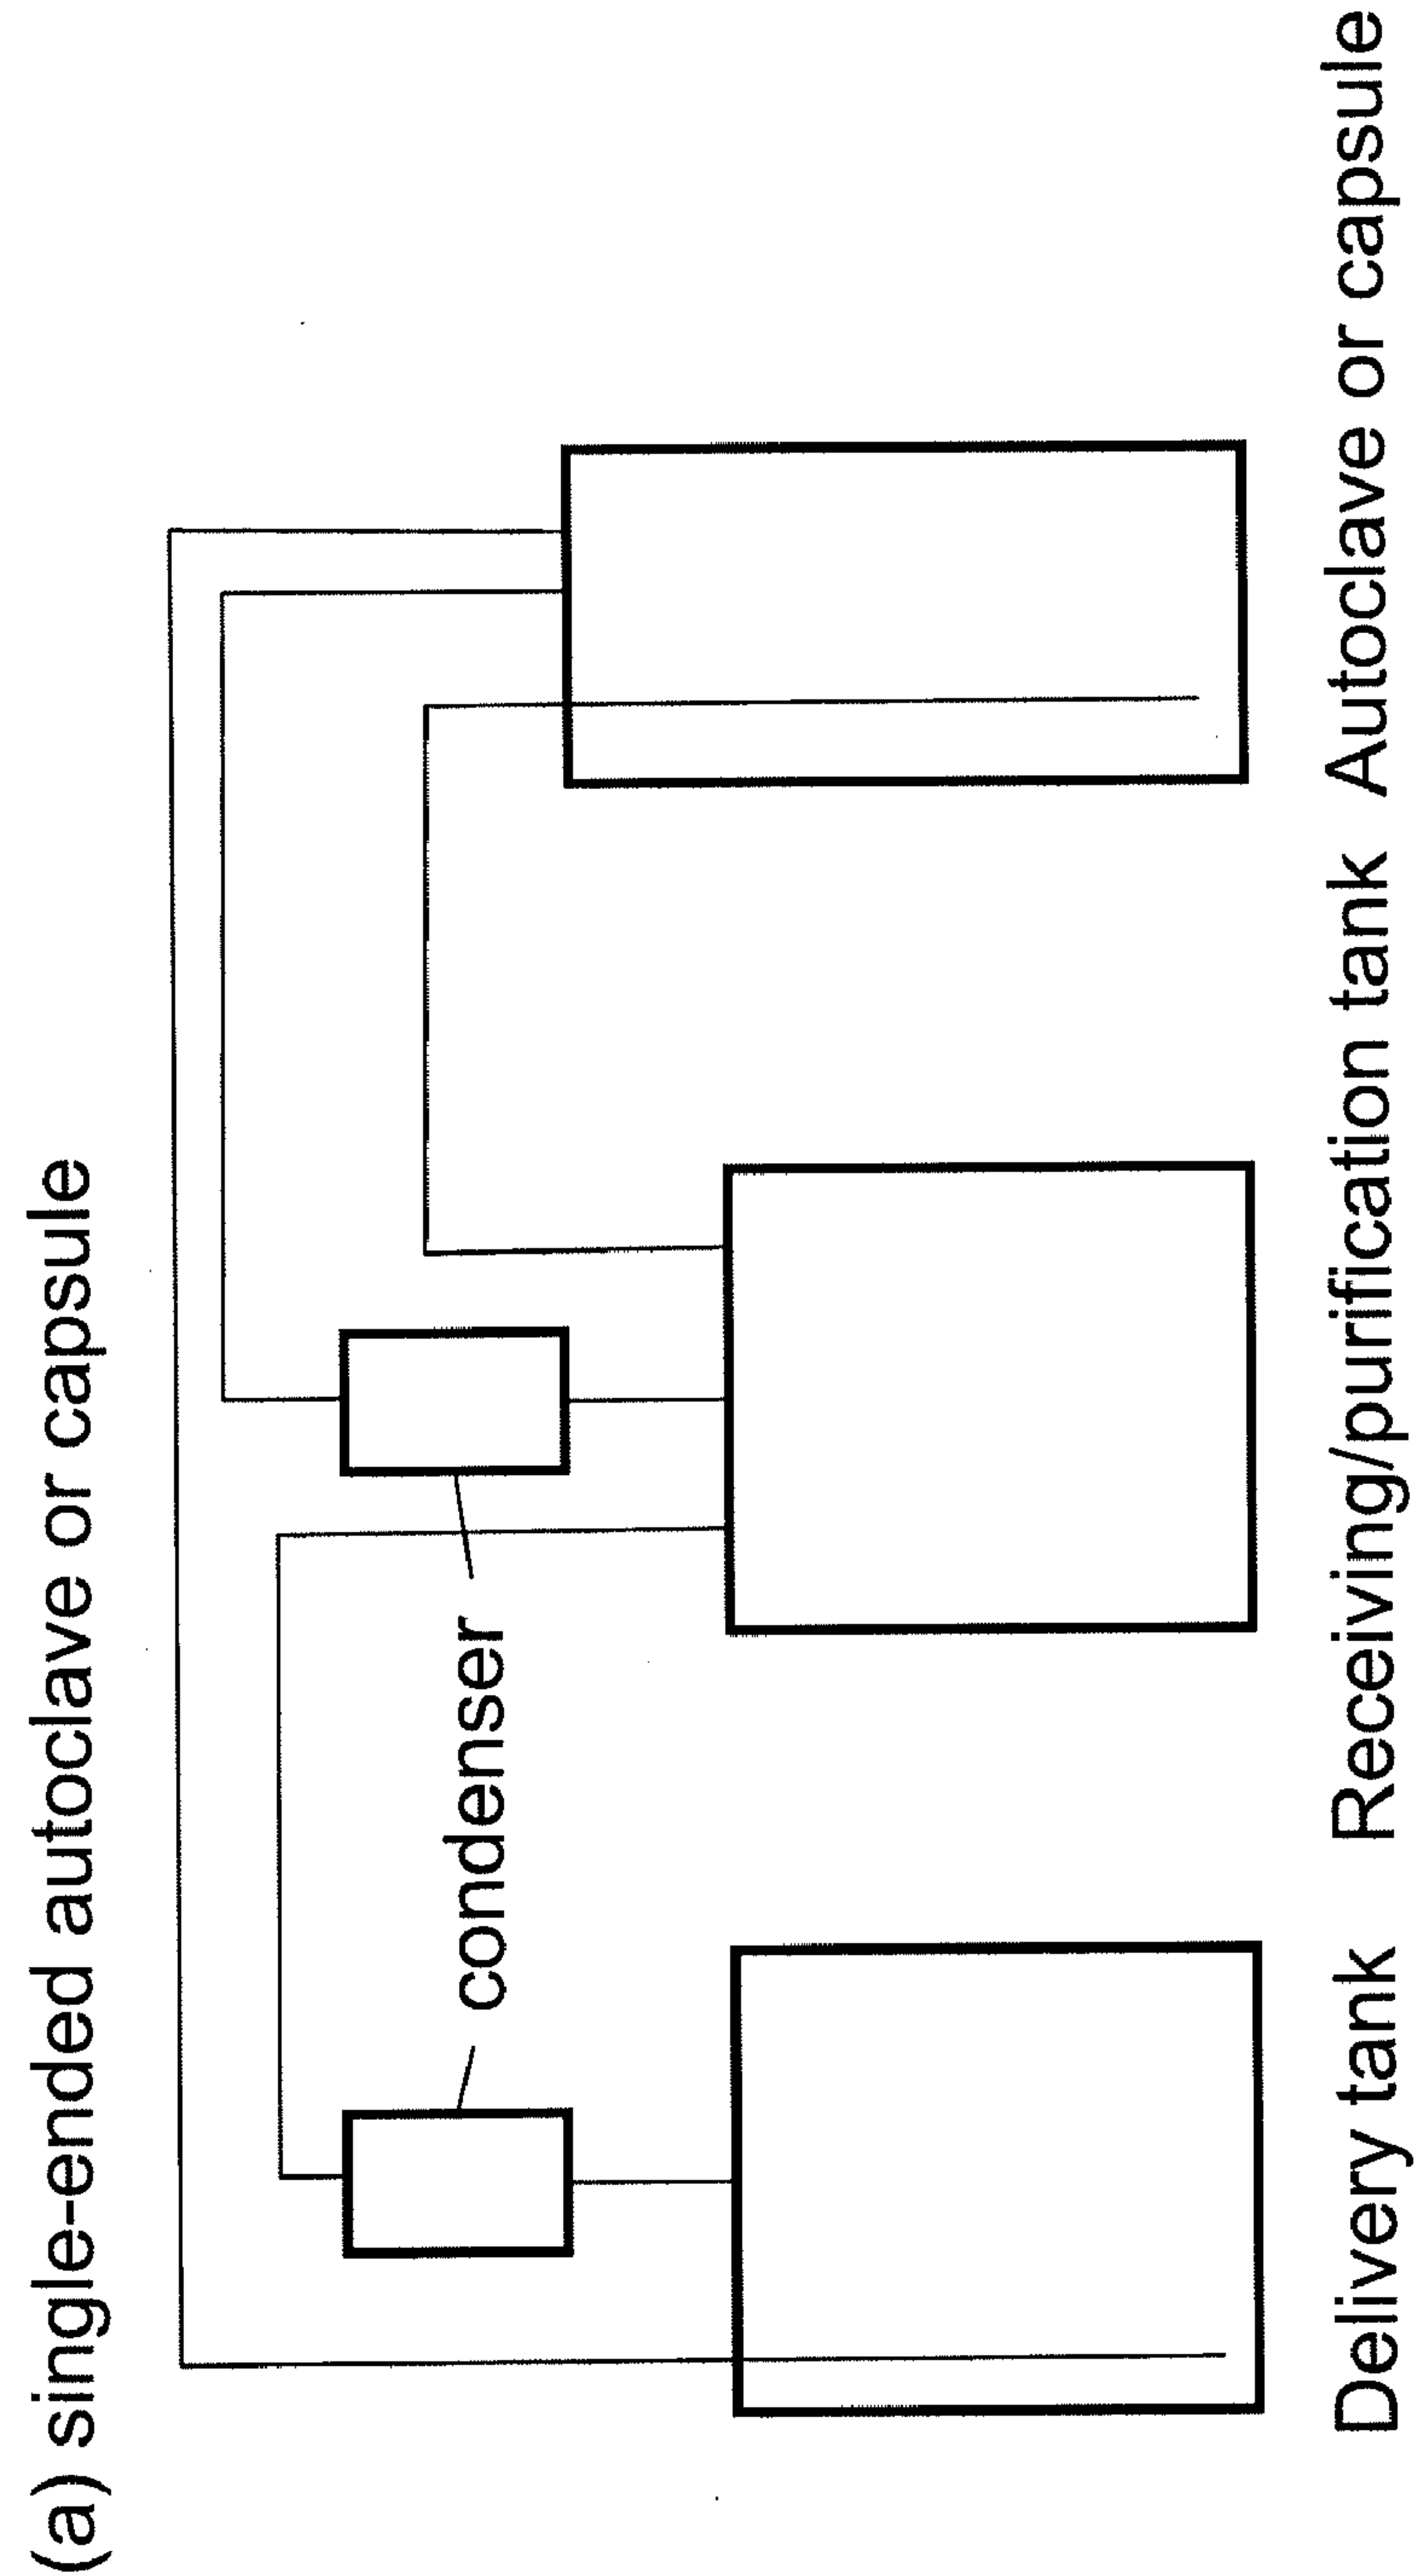 (a) single-ended autoclave or capsule
condenser
Delivery tank Receiving/purification tank Autoclave or capsule